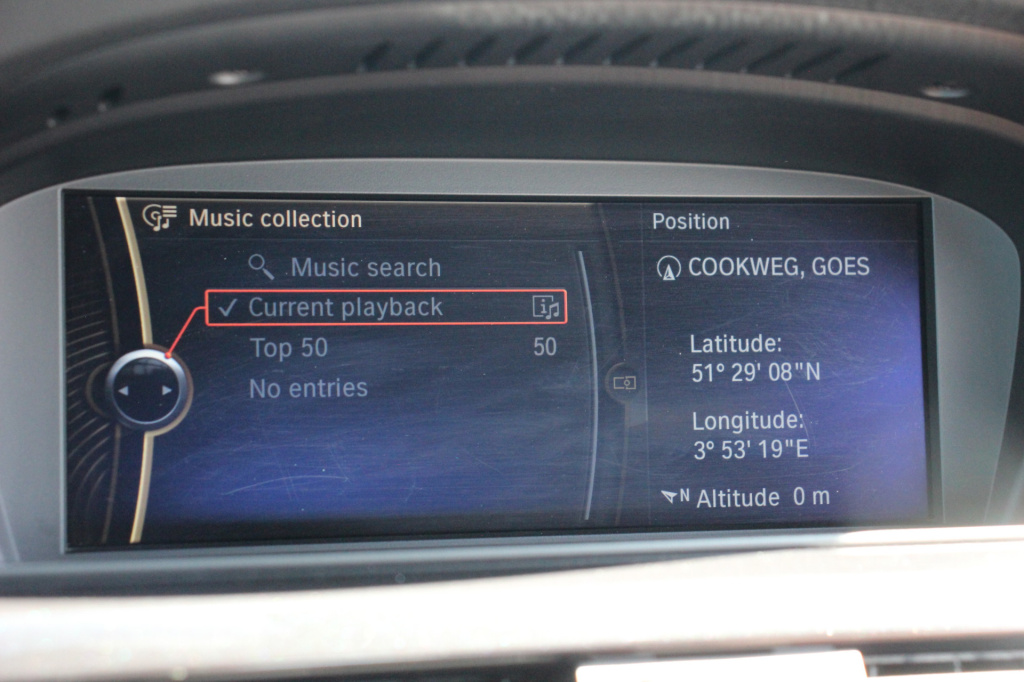 Music collection
Music search
Current playback
Top 50 50
No entries
Position
COOKWEG, GOES
Latitude:
51° 29' 08"N
Longitude:
3° 53' 19"E
N Altitude 0 m